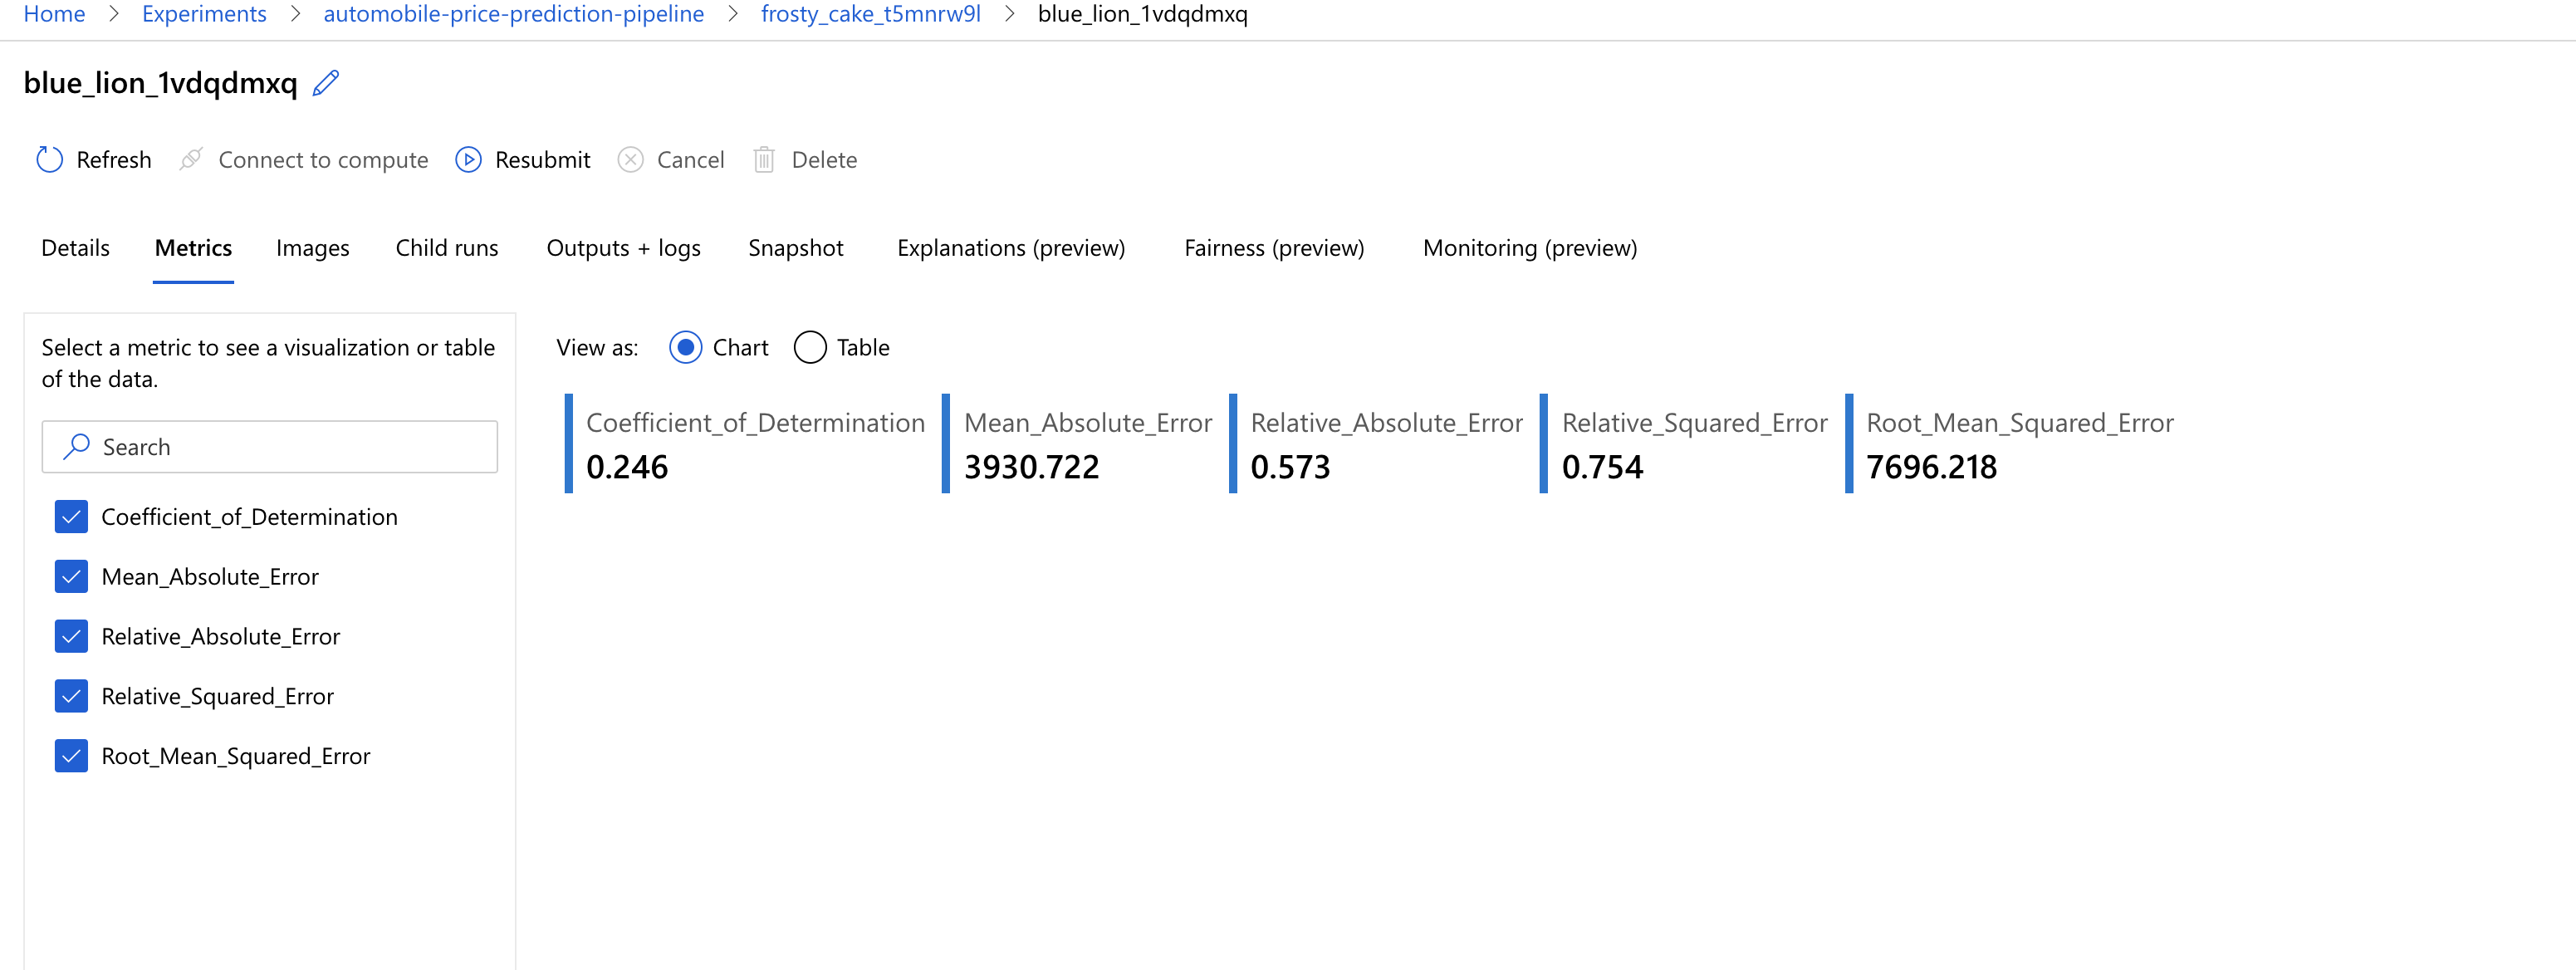 Home > Experiments > automobile-price-prediction-pipeline > frosty_cake_t5mnrw9l > blue_lion_1vdqdmxq
blue_lion_1vdqdmxq
Refresh Connect to compute Resubmit Cancel Delete
Details Metrics Images Child runs Outputs + logs Snapshot Explanations (preview) Fairness (preview) Monitoring (preview)
Select a metric to see a visualization or table
of the data.
Search
Coefficient_of_Determination
Mean_Absolute_Error
Relative_Absolute_Error
Relative_Squared_Error
Root_Mean_Squared_Error
View as: Chart Table
Coefficient_of_Determination Mean_Absolute_Error Relative_Absolute_Error Relative_Squared_Error Root_Mean_Squared_Error
0.246 3930.722 0.573 0.754 7696.218